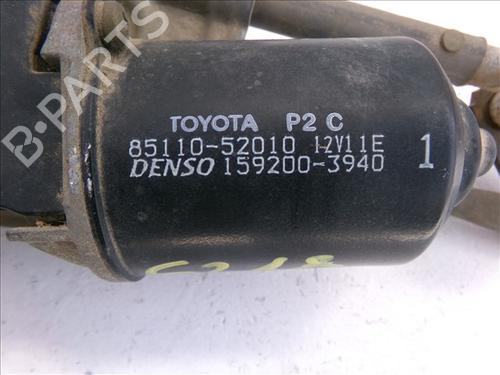 TOYOTA P2 C
85110-52010 12V11E
DENSO 159200-3940 1
B-PARTS